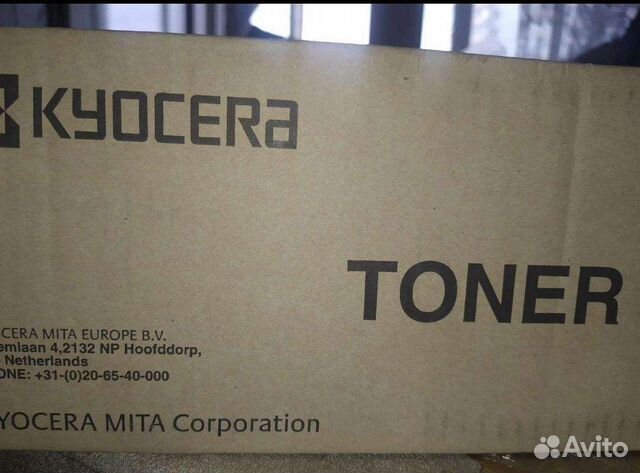 KYOCERA
TONER
CERA MITA EUROPE B.V.
emlaan 4,2132 NP Hoofddorp,
Netherlands
ONE: +31-(0)20-65-40-000
YOCERA MITA Corporation
Avito